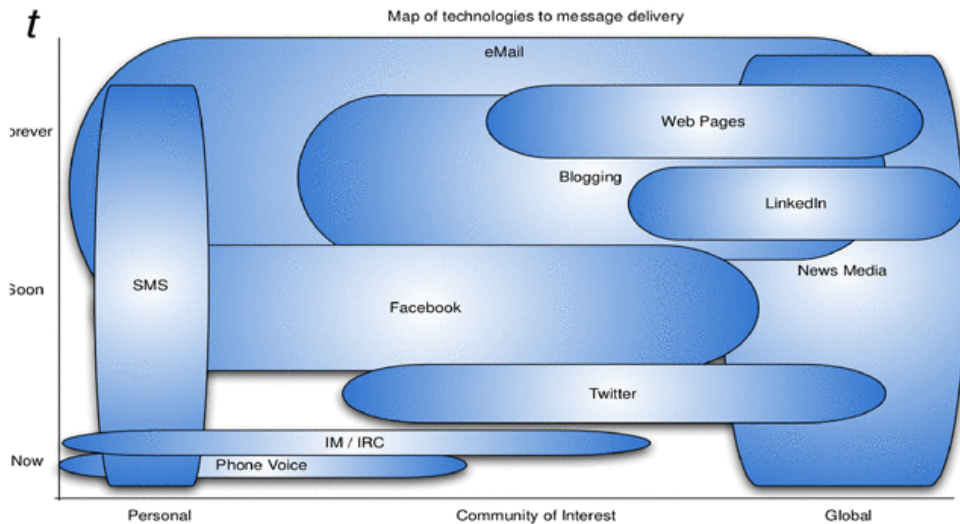 t
Map of technologies to message delivery
eMail
Web Pages
orever
Blogging
LinkedIn
News Media
SMS
Soon
Facebook
Twitter
IM / IRC
Now
Phone Voice
Personal
Community of Interest
Global